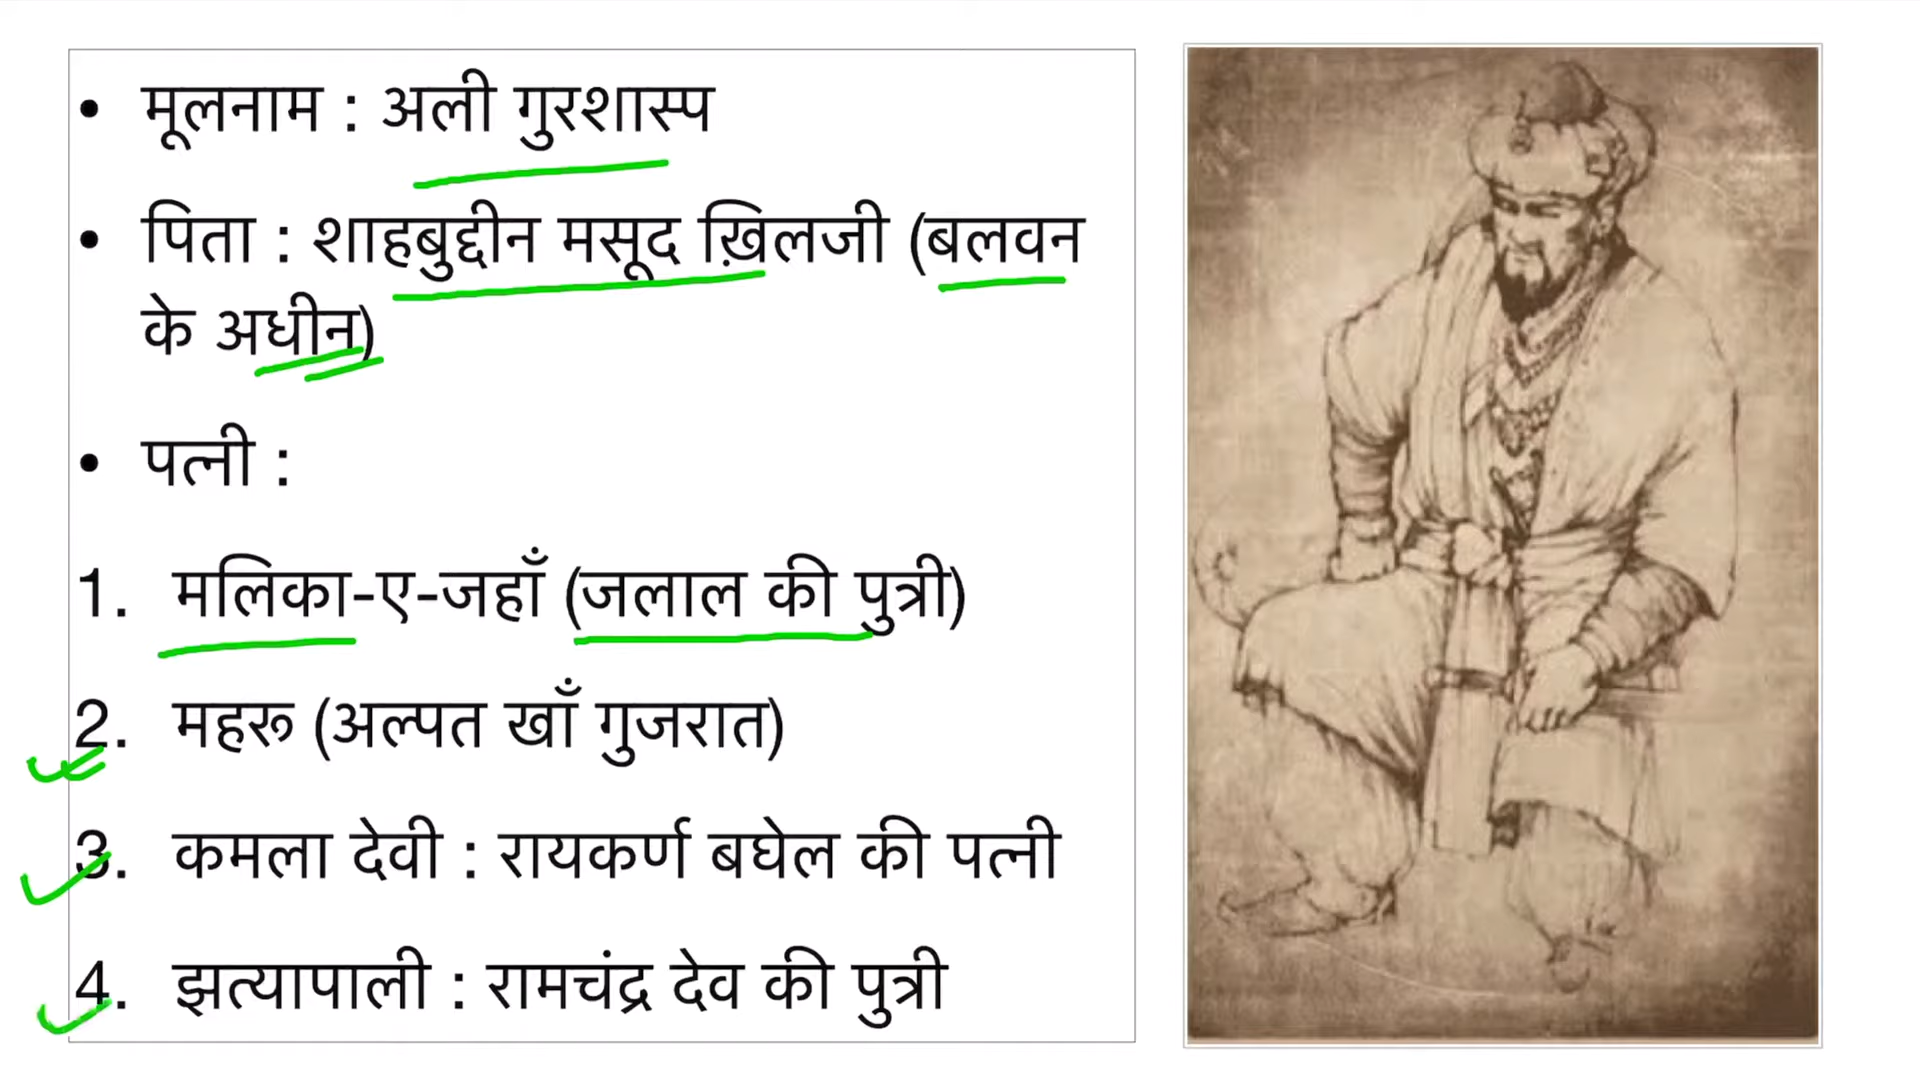 • मूलनाम : अली गुरशास्प
• पिता : शाहबुद्दीन मसूद ख़िलजी (बलवन
के अधीन)
• पत्नी :
1. मलिका-ए-जहाँ (जलाल की पुत्री)
2. महरू (अल्पत खाँ गुजरात)
3. कमला देवी : रायकर्ण बघेल की पत्नी
4. झत्यापाली : रामचंद्र देव की पुत्री